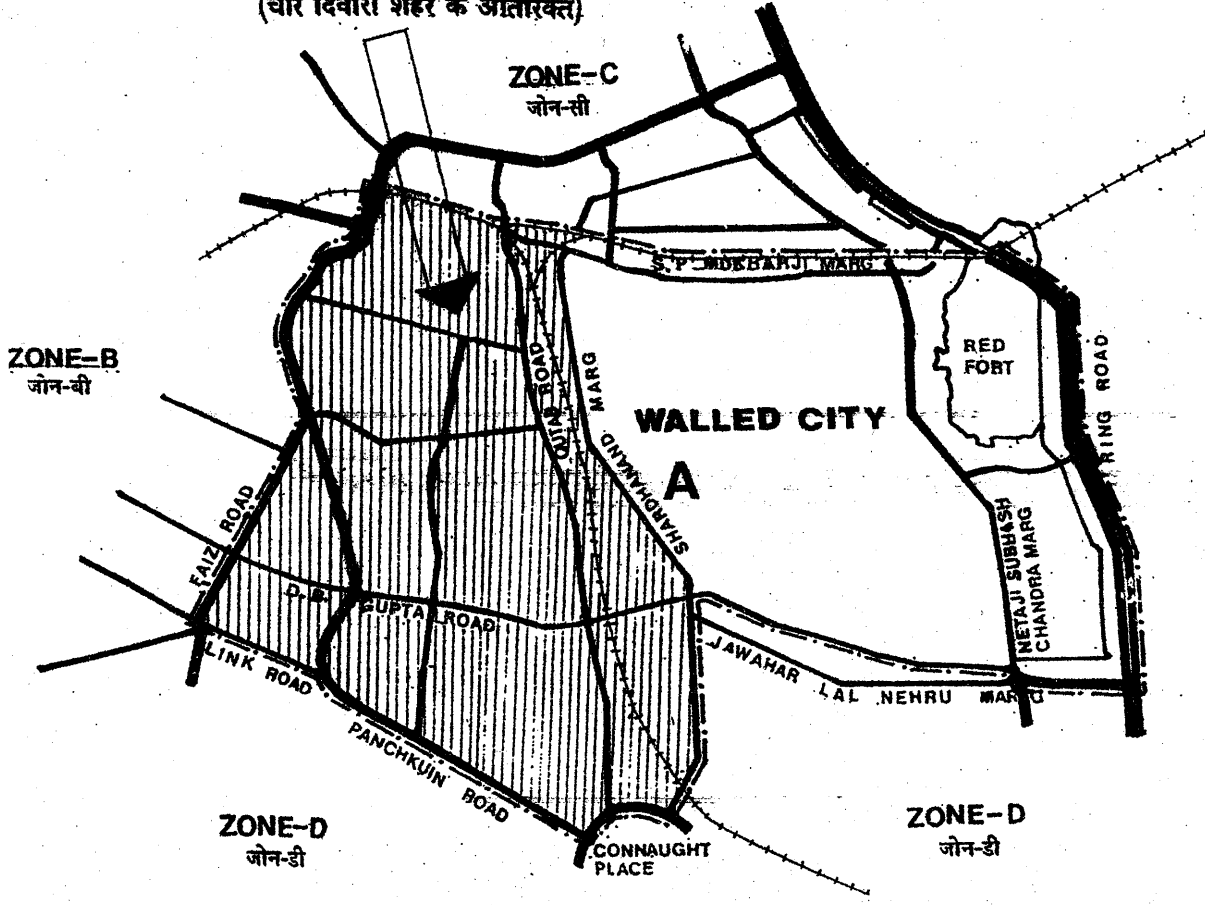 (चार दिवारी शहर के अतिरिक्त)
ZONE-C
जोन-सी
S.P. MOKBARJI MARG
ZONE-B
जोन-बी
RED
FORT
RING ROAD
QUTAB ROAD
MARG
SHARDHANAND
WALLED CITY
A
FAIZ ROAD
NETAJI SUBHASH
CHANDRA MARG
D.B. GUPTA ROAD
LINK ROAD
JAWAHAR LAL NEHRU MARG
PANCHKUIN ROAD
ZONE-D
जोन-डी
ZONE-D
जोन-डी
CONNAUGHT
PLACE